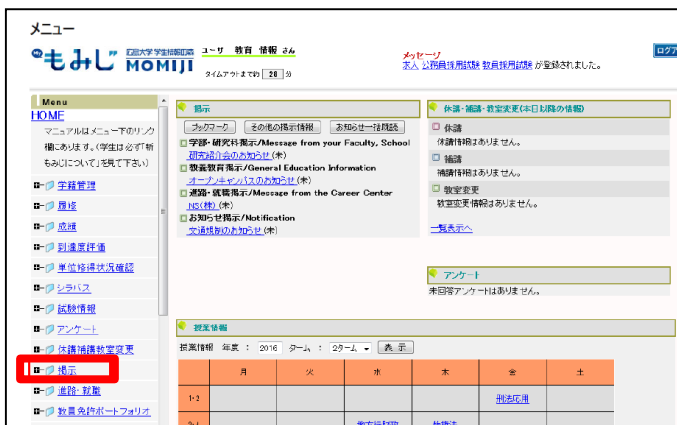 メニュー
もみじ 広島大学 学生情報の森 MOMIJI
ユーザ 教育 情報 さん
タイムアウトまで約 28 分
メッセージ
求人 公務員採用試験 教員採用試験 が登録されました。
ログア
Menu
HOME
マニュアルはメニュー下のリンク
欄にあります。(学生は必ず「新
もみじについて」を見て下さい)
学籍管理
履修
成績
到達度評価
単位修得状況確認
シラバス
試験情報
アンケート
休講補講教室変更
掲示
進路・就職
教員免許ポートフォリオ
掲示
ブックマーク その他の掲示情報 お知らせ一括既読
学部・研究科掲示/Message from your Faculty, School
研究紹介会のお知らせ(未)
教養教育掲示/General Education Information
オープンキャンパスのお知らせ(未)
進路・就職掲示/Message from the Career Center
NS(株)(未)
お知らせ掲示/Notification
交通規制のお知らせ(未)
休講・補講・教室変更(本日以降の情報)
休講
休講情報はありません。
補講
補講情報はありません。
教室変更
教室変更情報はありません。
一覧表示へ
アンケート
未回答アンケートはありません。
授業情報
授業情報 年度 : 2016 ターム : 2ターム 表 示
月 火 水 木 金 土
1・2 刑法応用